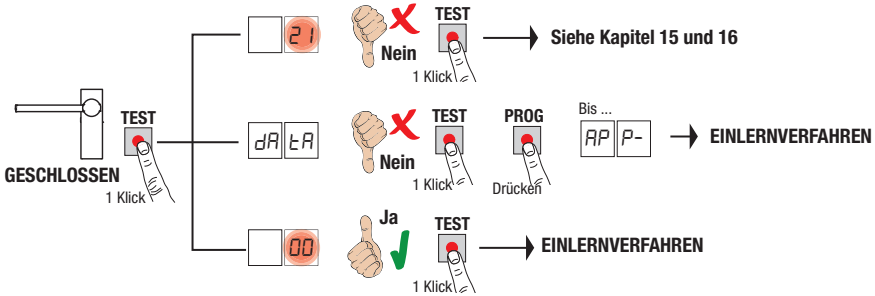 21
Nein
TEST
1 Klick
Siehe Kapitel 15 und 16
GESCHLOSSEN
TEST
1 Klick
dA tA
Nein
TEST
1 Klick
PROG
Drücken
Bis ...
AP P-
EINLERNVERFAHREN
00
Ja
TEST
1 Klick
EINLERNVERFAHREN